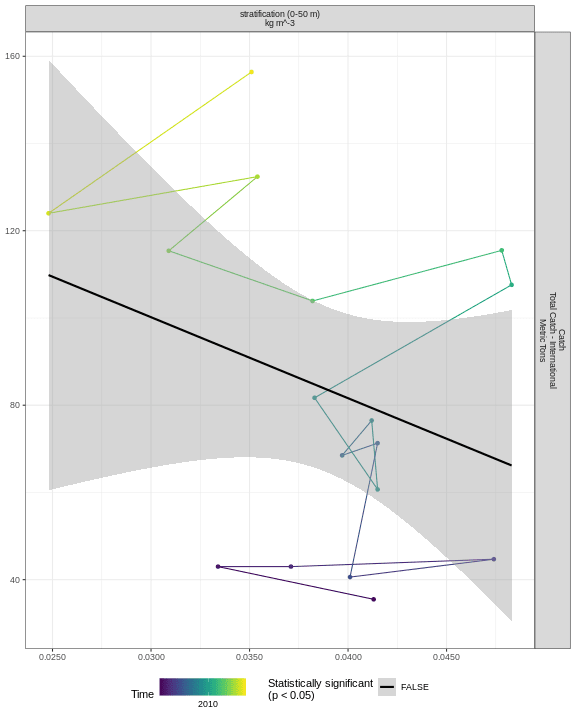 stratification (0-50 m)
kg m^-3
160
120
80
40
Catch
Total Catch - International
Metric Tons
0.0250
0.0300
0.0350
0.0400
0.0450
Time
2010
Statistically significant
(p < 0.05)
FALSE